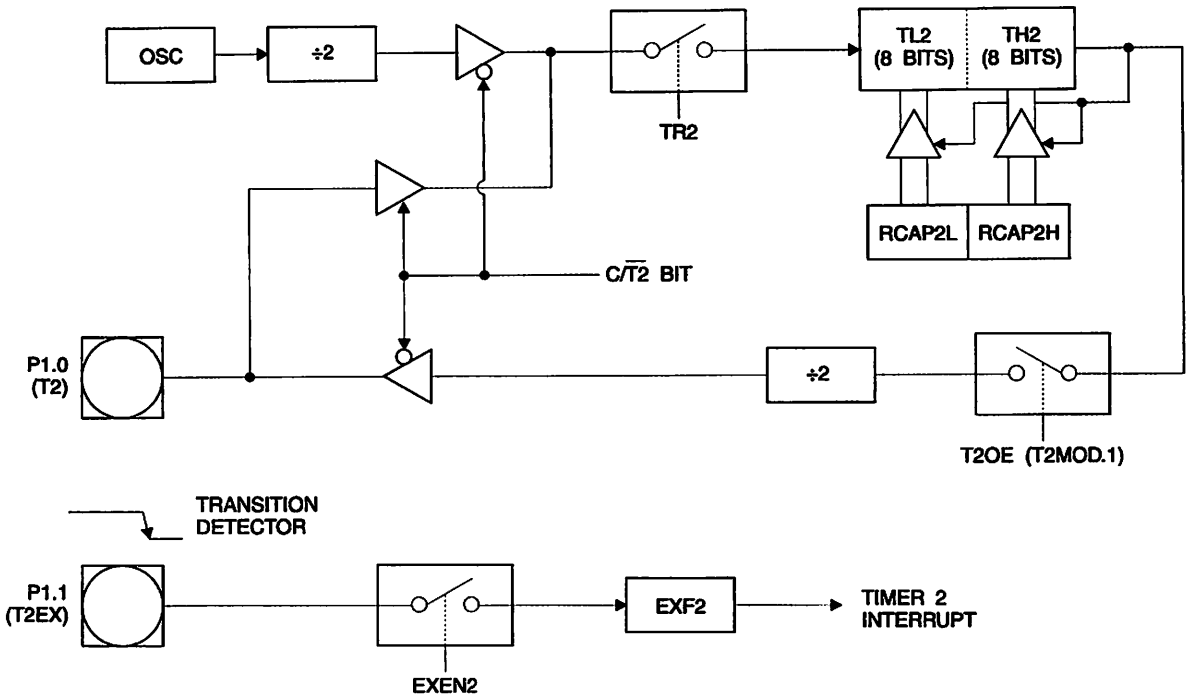 OSC
÷2
TR2
TL2
(8 BITS)
TH2
(8 BITS)
RCAP2L
RCAP2H
C/T̅2̅ BIT
P1.0
(T2)
÷2
T2OE (T2MOD.1)
TRANSITION
DETECTOR
P1.1
(T2EX)
EXEN2
EXF2
TIMER 2
INTERRUPT